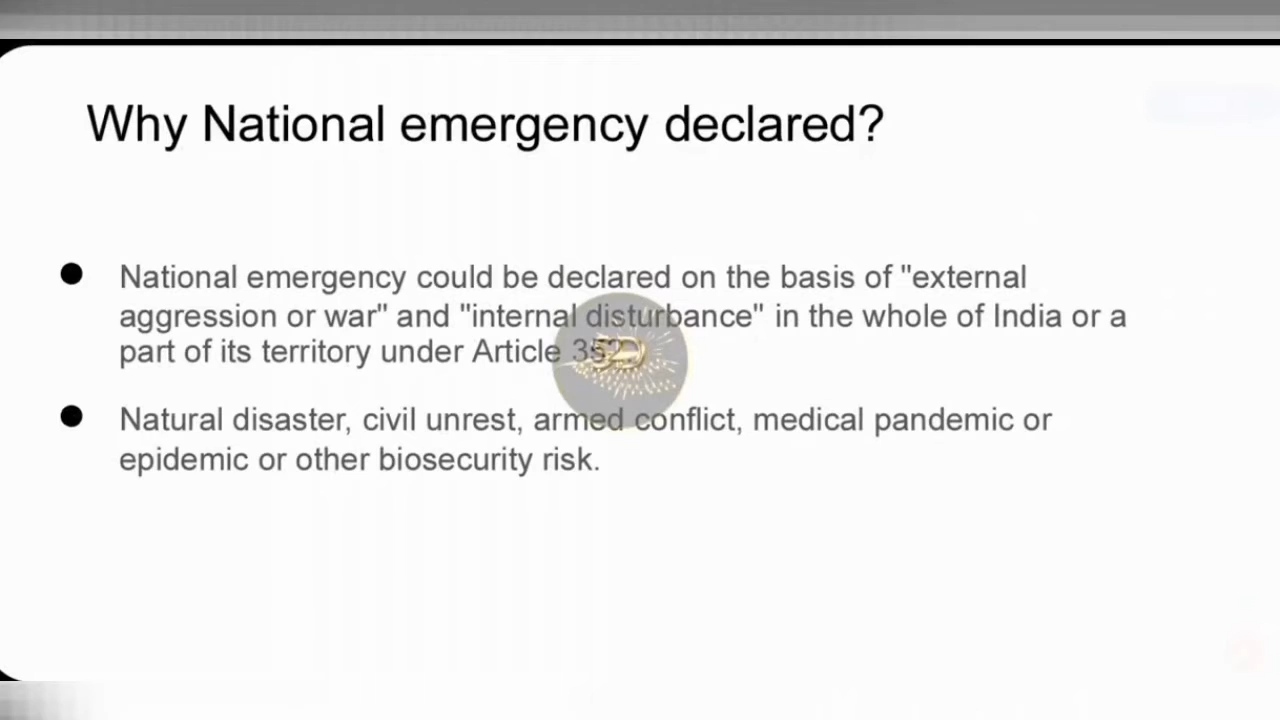 Why National emergency declared?
National emergency could be declared on the basis of "external
aggression or war" and "internal disturbance" in the whole of India or a
part of its territory under Article 352.
Natural disaster, civil unrest, armed conflict, medical pandemic or
epidemic or other biosecurity risk.